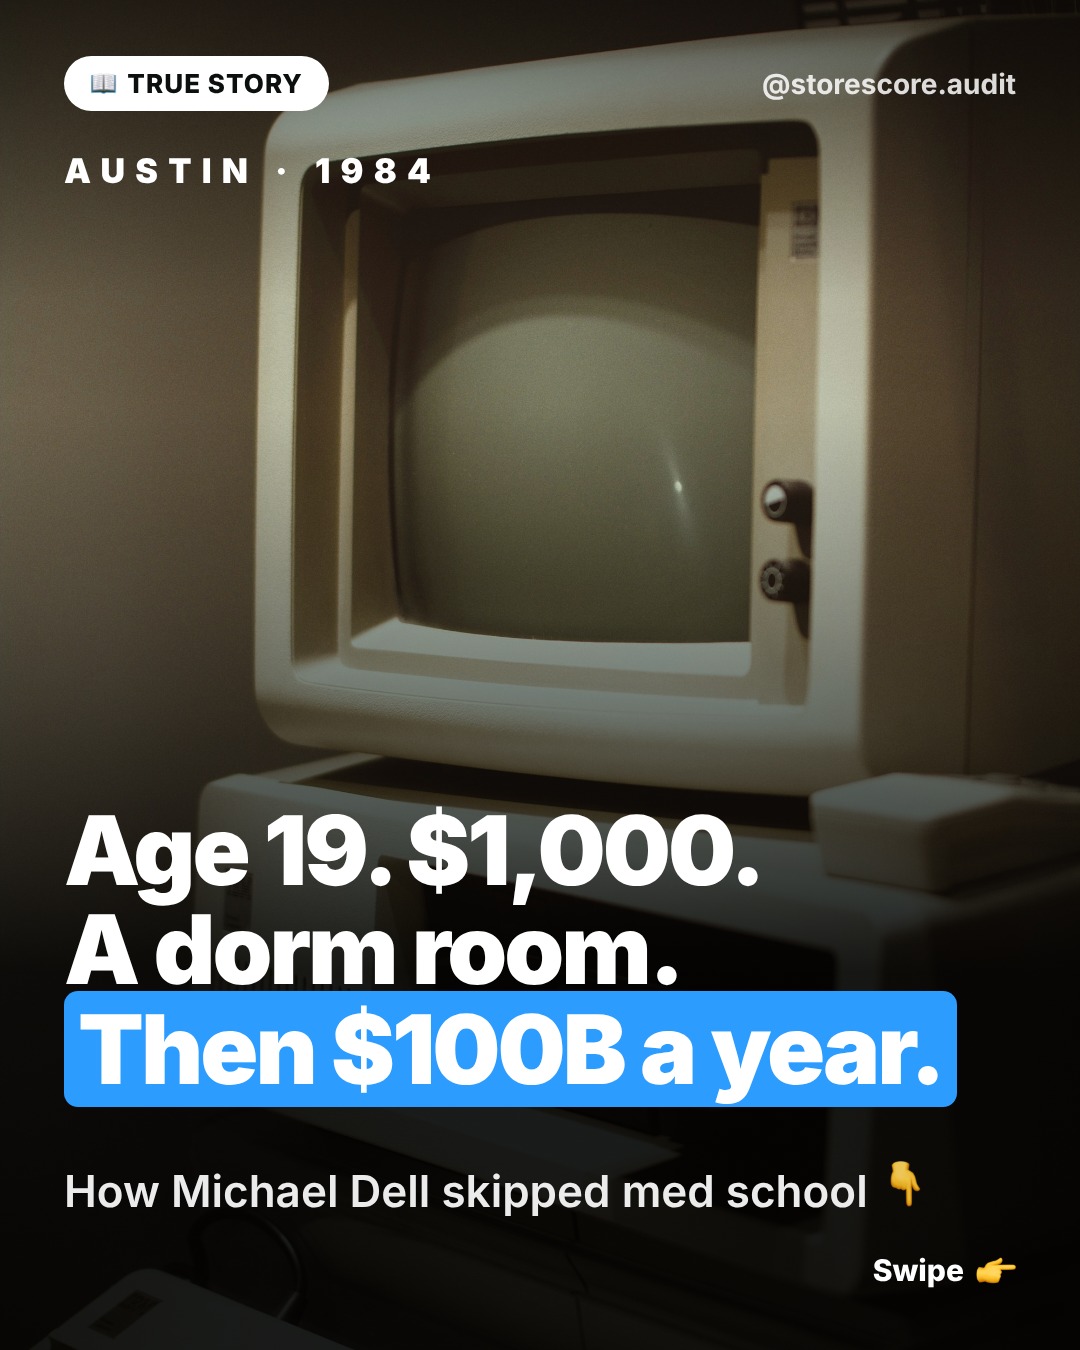 📖 TRUE STORY
@storescore.audit
AUSTIN · 1984
Age 19. $1,000.
A dorm room.
Then $100B a year.
How Michael Dell skipped med school 👇
Swipe 👉